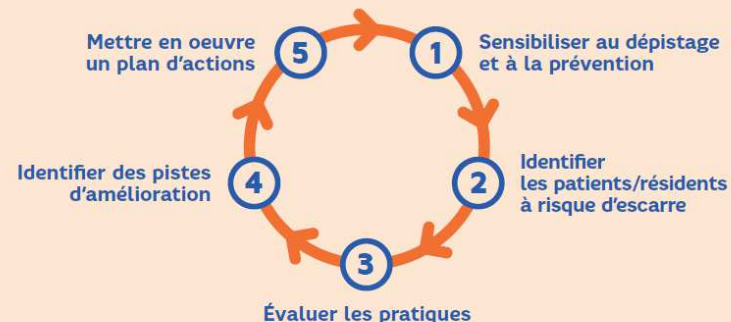 1
Sensibiliser au dépistage
et à la prévention
2
Identifier
les patients/résidents
à risque d'escarre
3
Évaluer les pratiques
4
Identifier des pistes
d'amélioration
5
Mettre en oeuvre
un plan d'actions